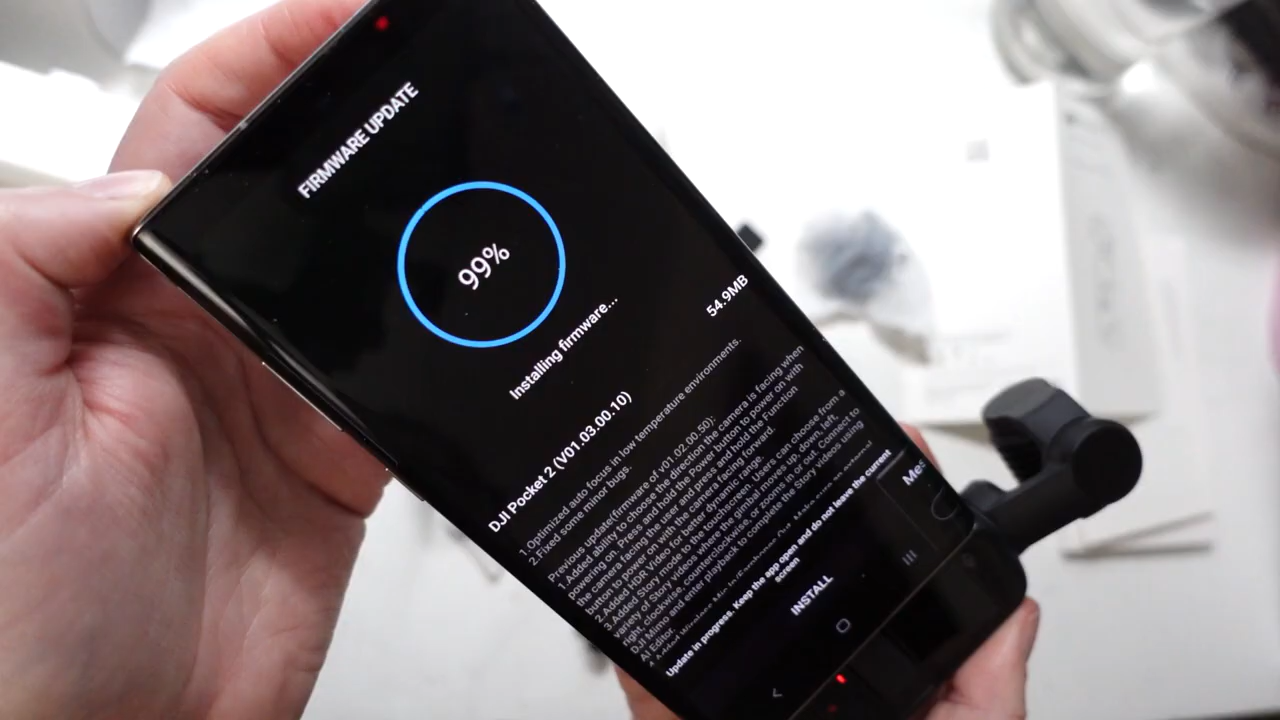 FIRMWARE UPDATE
99%
Installing firmware...
DJI Pocket 2 (V01.03.00.10)
54.9MB
1.Optimized auto focus in low temperature environments.
2.Fixed some minor bugs.
Previous update(firmware of v01.02.00.50):
1.Added ability to choose the direction the camera is facing when
powering on. Press and hold the Power button to power on with
the camera facing the user and press and hold the Function
button to power on with the camera facing forward.
2.Added HDR Video for better dynamic range.
3.Added Story mode to the touchscreen. Users can choose from a
variety of Story videos where the gimbal moves up, down, left,
right, clockwise, counterclockwise, or zooms in or out. Connect to
DJI Mimo and enter playback to complete the Story videos using
AI Editor.
Update in progress. Keep the app open and do not leave the current
screen
INSTALL